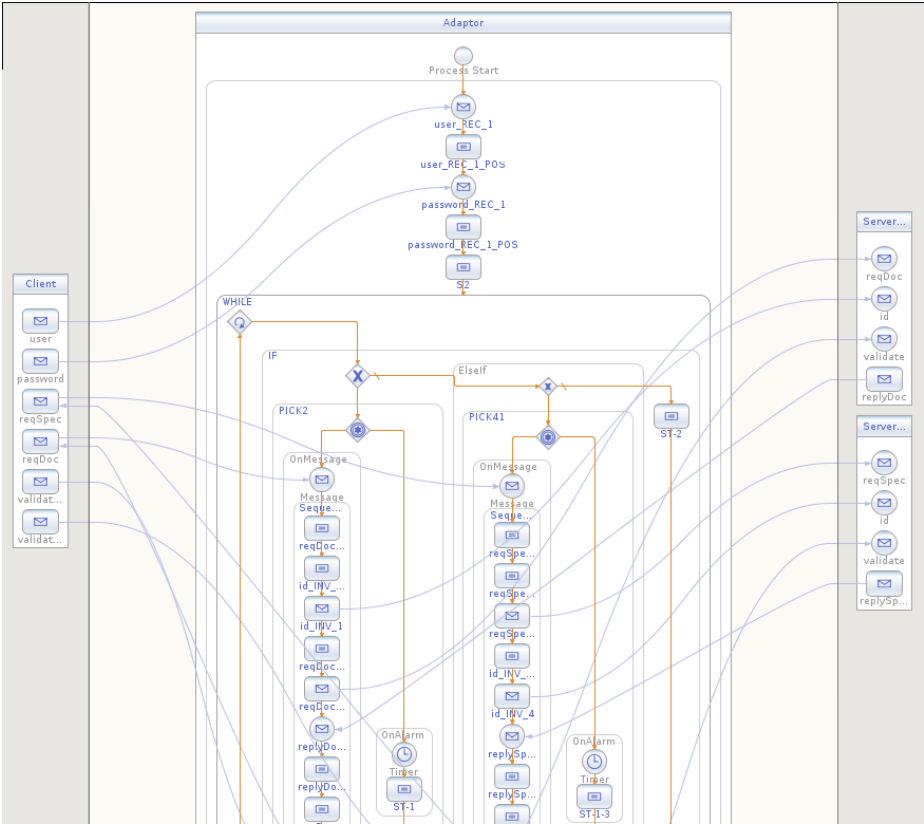 Adaptor
Process Start
user_REC_1
user_REC_1_POS
password_REC_1
password_REC_1_POS
S2
Client
user
password
reqSpec
reqDoc
validat...
validat...
WHILE
IF
PICK2
OnMessage
Message
Seque...
reqDoc...
id_INV_...
id_INV_1
reqDoc...
reqDoc...
replyDo...
replyDo...
OnAlarm
Timer
ST-1
ElseIf
PICK41
OnMessage
Message
Seque...
reqSpe...
reqSpe...
reqSpe...
id_INV_...
id_INV_4
replySp...
replySp...
OnAlarm
Timer
ST-1-3
ST-2
Server...
reqDoc
id
validate
replyDoc
Server...
reqSpec
id
validate
replySp...